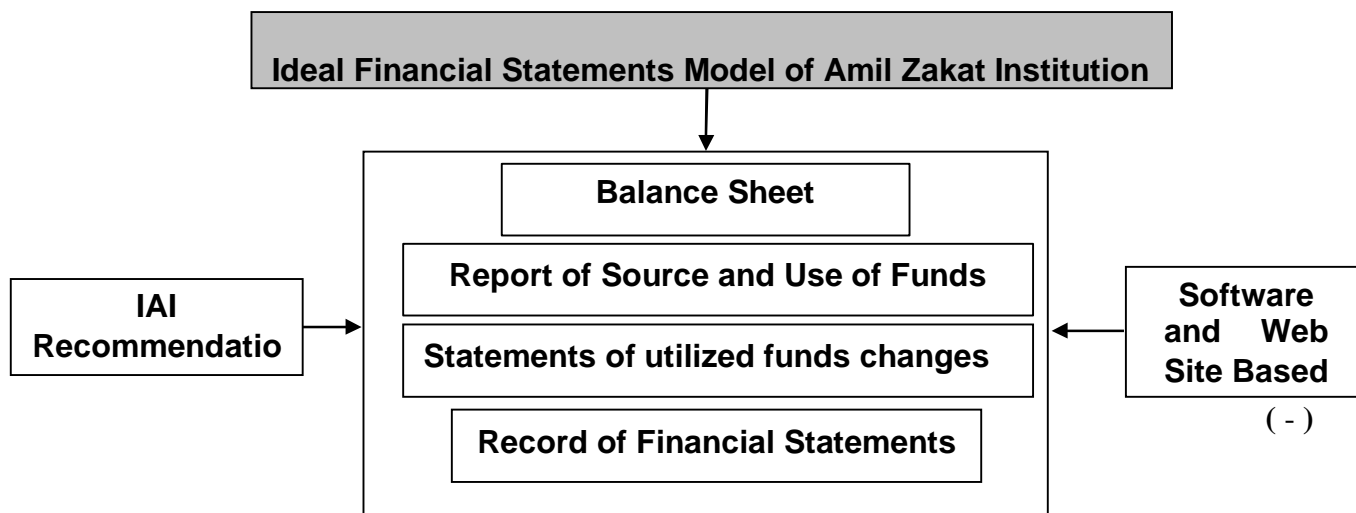 Ideal Financial Statements Model of Amil Zakat Institution
Balance Sheet
Report of Source and Use of Funds
IAI
Recommendatio
Statements of utilized funds changes
Software
and Web
Site Based
( - )
Record of Financial Statements